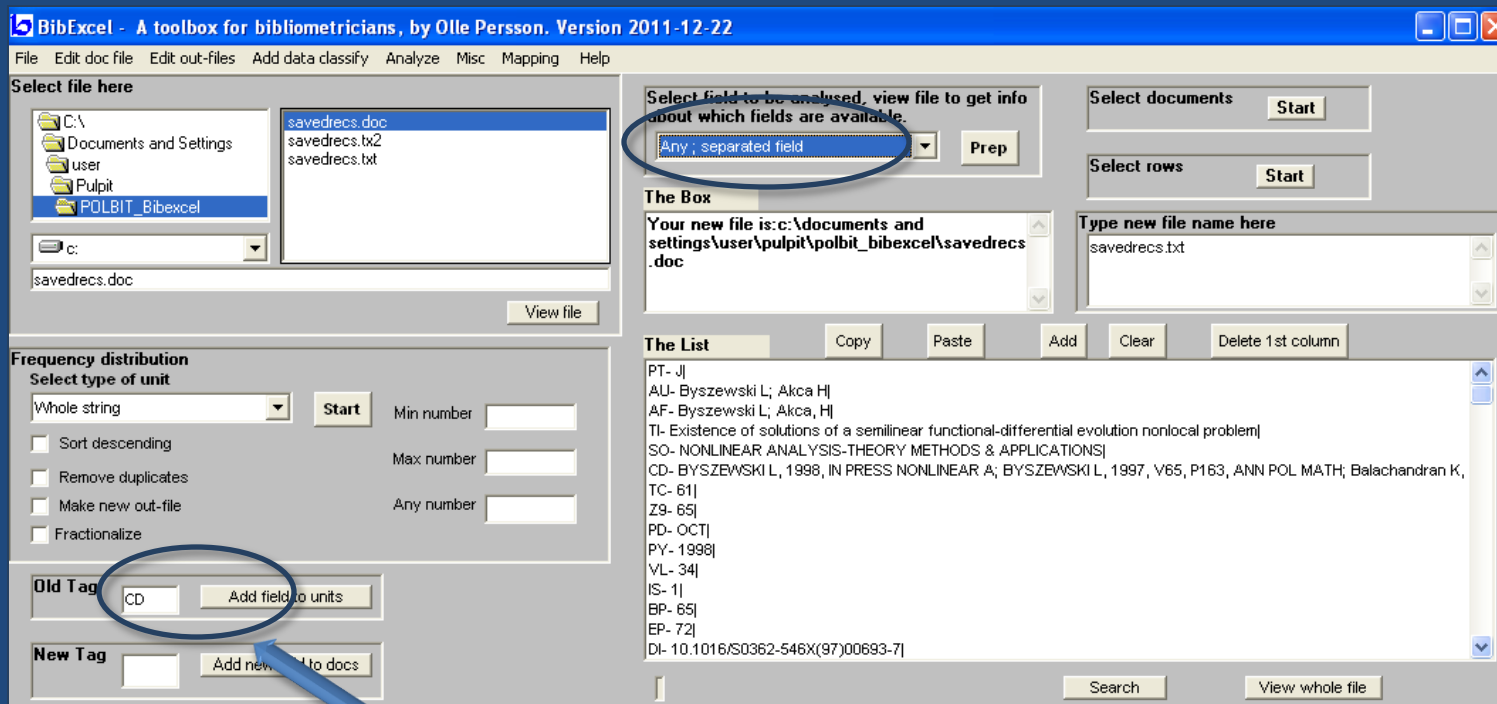 BibExcel - A toolbox for bibliometricians, by Olle Persson. Version 2011-12-22
File Edit doc file Edit out-files Add data classify Analyze Misc Mapping Help
Select file here
C:\
Documents and Settings
user
Pulpit
POLBIT_Bibexcel
savedrecs.doc
savedrecs.tx2
savedrecs.txt
c:
savedrecs.doc
View file
Frequency distribution
Select type of unit
Whole string
Start
Sort descending
Remove duplicates
Make new out-file
Fractionalize
Min number
Max number
Any number
Old Tag
CD
Add field to units
New Tag
Add new field to docs
Select field to be analysed, view file to get info
about which fields are available.
Any ; separated field
Prep
Select documents
Start
Select rows
Start
The Box
Your new file is:c:\documents and
settings\user\pulpit\polbit_bibexcel\savedrecs
.doc
Type new file name here
savedrecs.txt
The List
Copy Paste Add Clear Delete 1st column
PT- J|
AU- Byszewski L; Akca H|
AF- Byszewski L; Akca, H|
TI- Existence of solutions of a semilinear functional-differential evolution nonlocal problem|
SO- NONLINEAR ANALYSIS-THEORY METHODS & APPLICATIONS|
CD- BYSZEWSKI L, 1998, IN PRESS NONLINEAR A; BYSZEWSKI L, 1997, V65, P163, ANN POL MATH; Balachandran K,
TC- 61|
Z9- 65|
PD- OCT|
PY- 1998|
VL- 34|
IS- 1|
BP- 65|
EP- 72|
DI- 10.1016/S0362-546X(97)00693-7|
Search View whole file